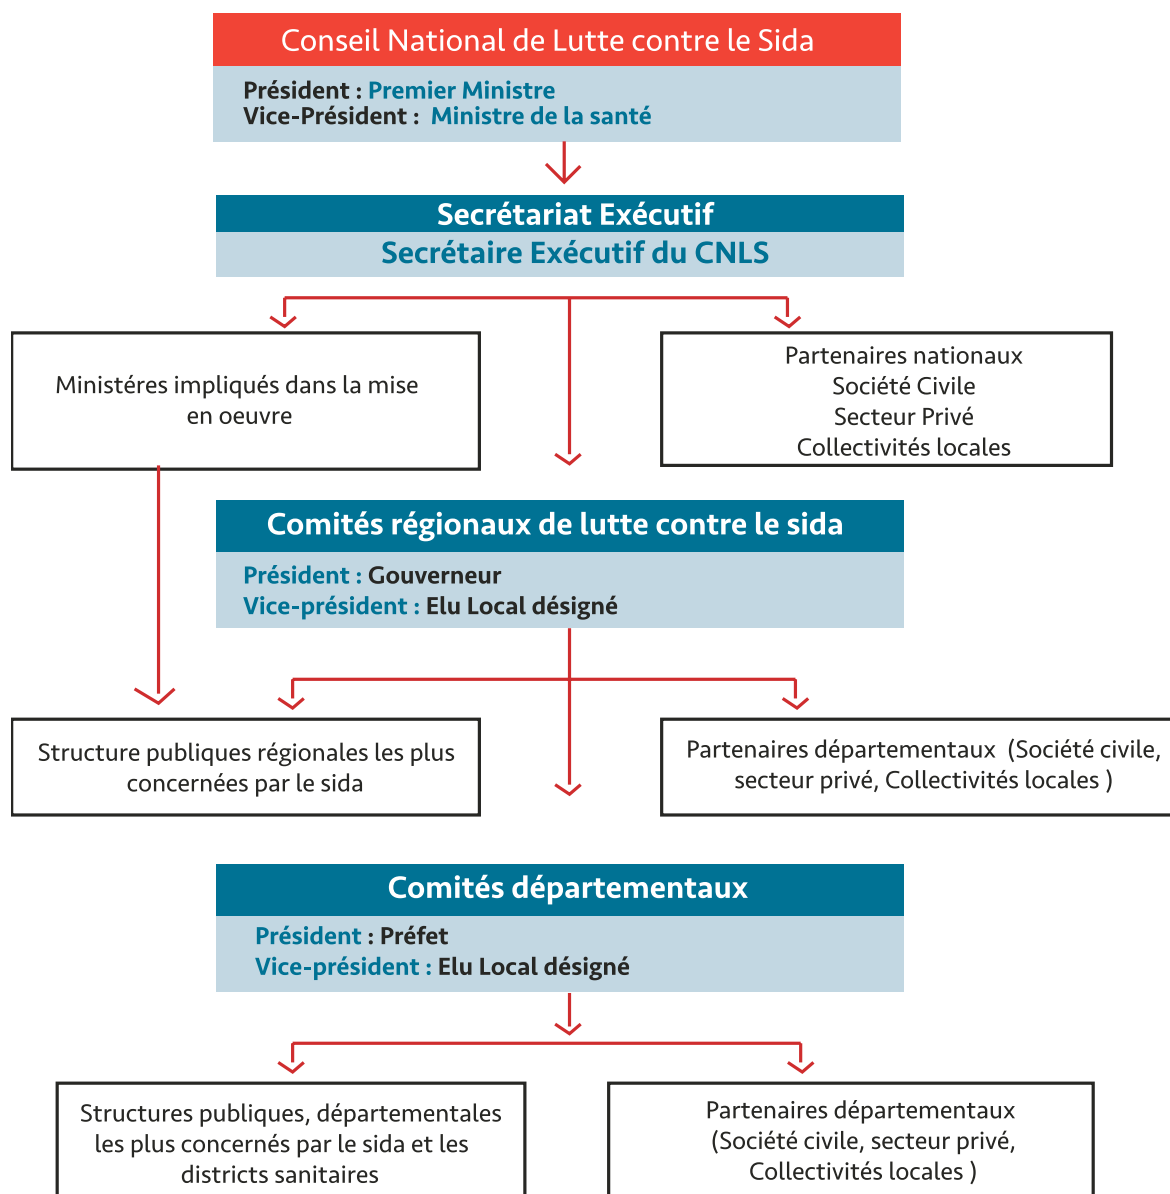 Conseil National de Lutte contre le Sida
Président : Premier Ministre
Vice-Président : Ministre de la santé
Secrétariat Exécutif
Secrétaire Exécutif du CNLS
Ministéres impliqués dans la mise
en oeuvre
Partenaires nationaux
Société Civile
Secteur Privé
Collectivités locales
Comités régionaux de lutte contre le sida
Président : Gouverneur
Vice-président : Elu Local désigné
Structure publiques régionales les plus
concernées par le sida
Partenaires départementaux (Société civile,
secteur privé, Collectivités locales )
Comités départementaux
Président : Préfet
Vice-président : Elu Local désigné
Structures publiques, départementales
les plus concernés par le sida et les
districts sanitaires
Partenaires départementaux
(Société civile, secteur privé,
Collectivités locales )